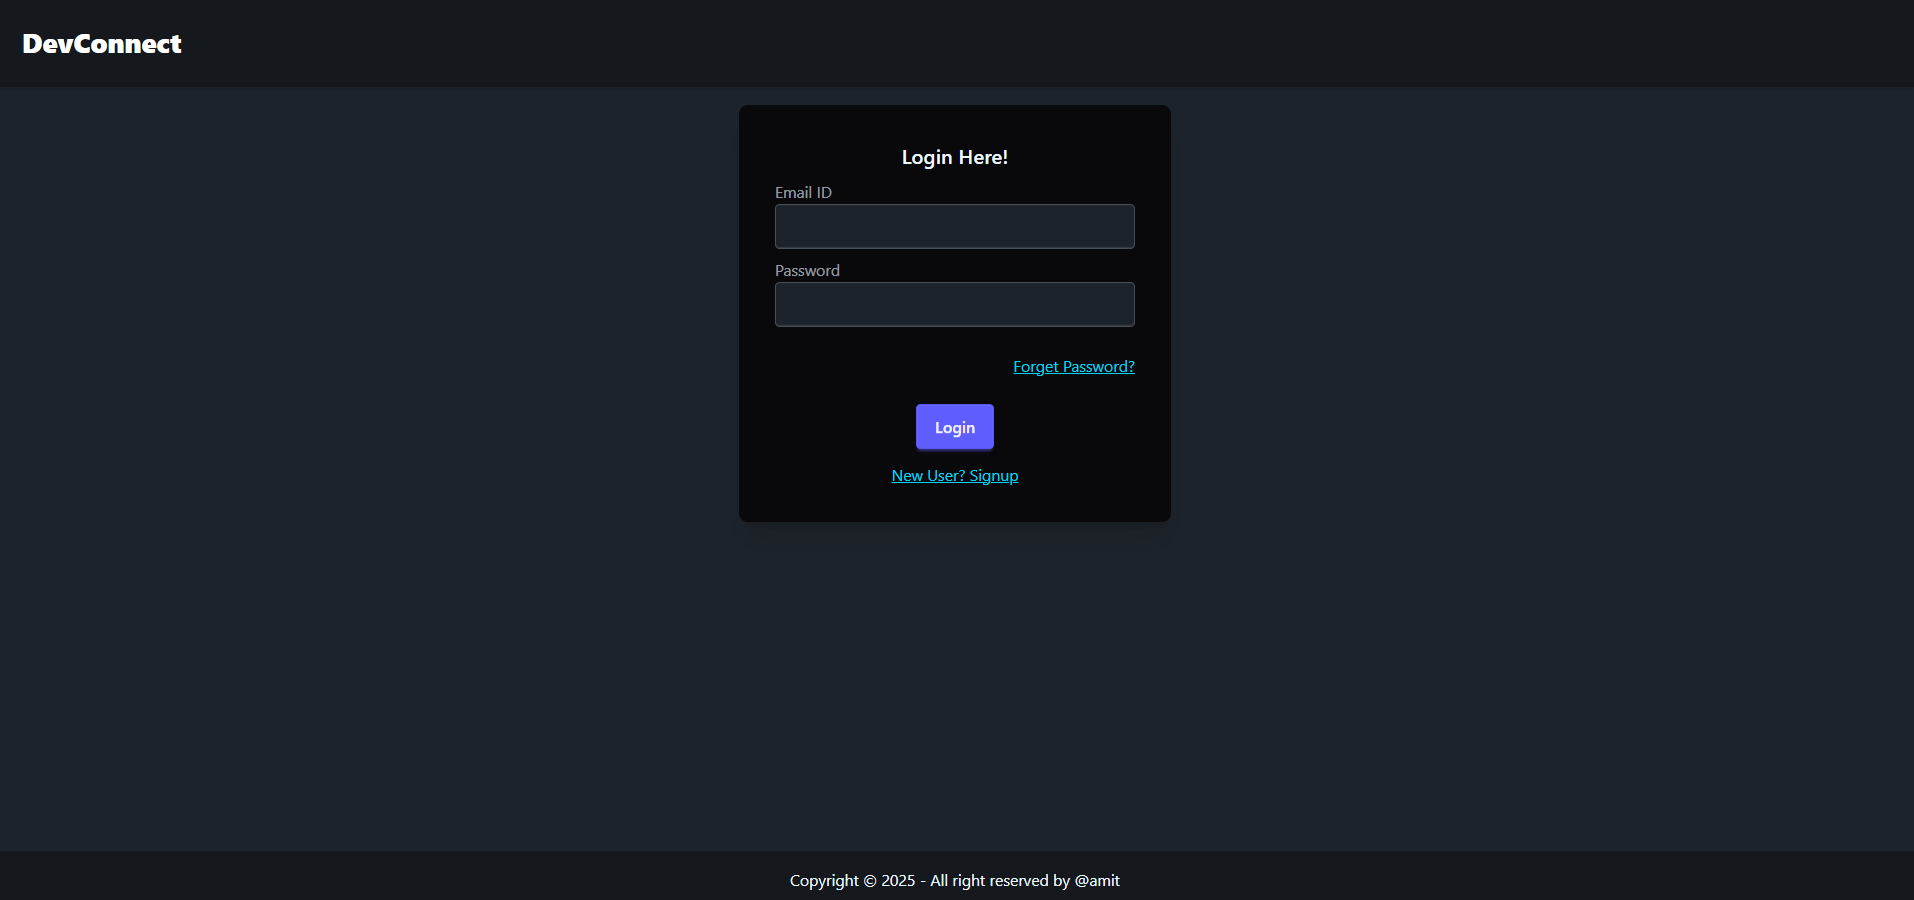 DevConnect
Login Here!
Email ID
Password
Forget Password?
Login
New User? Signup
Copyright © 2025 - All right reserved by @amit